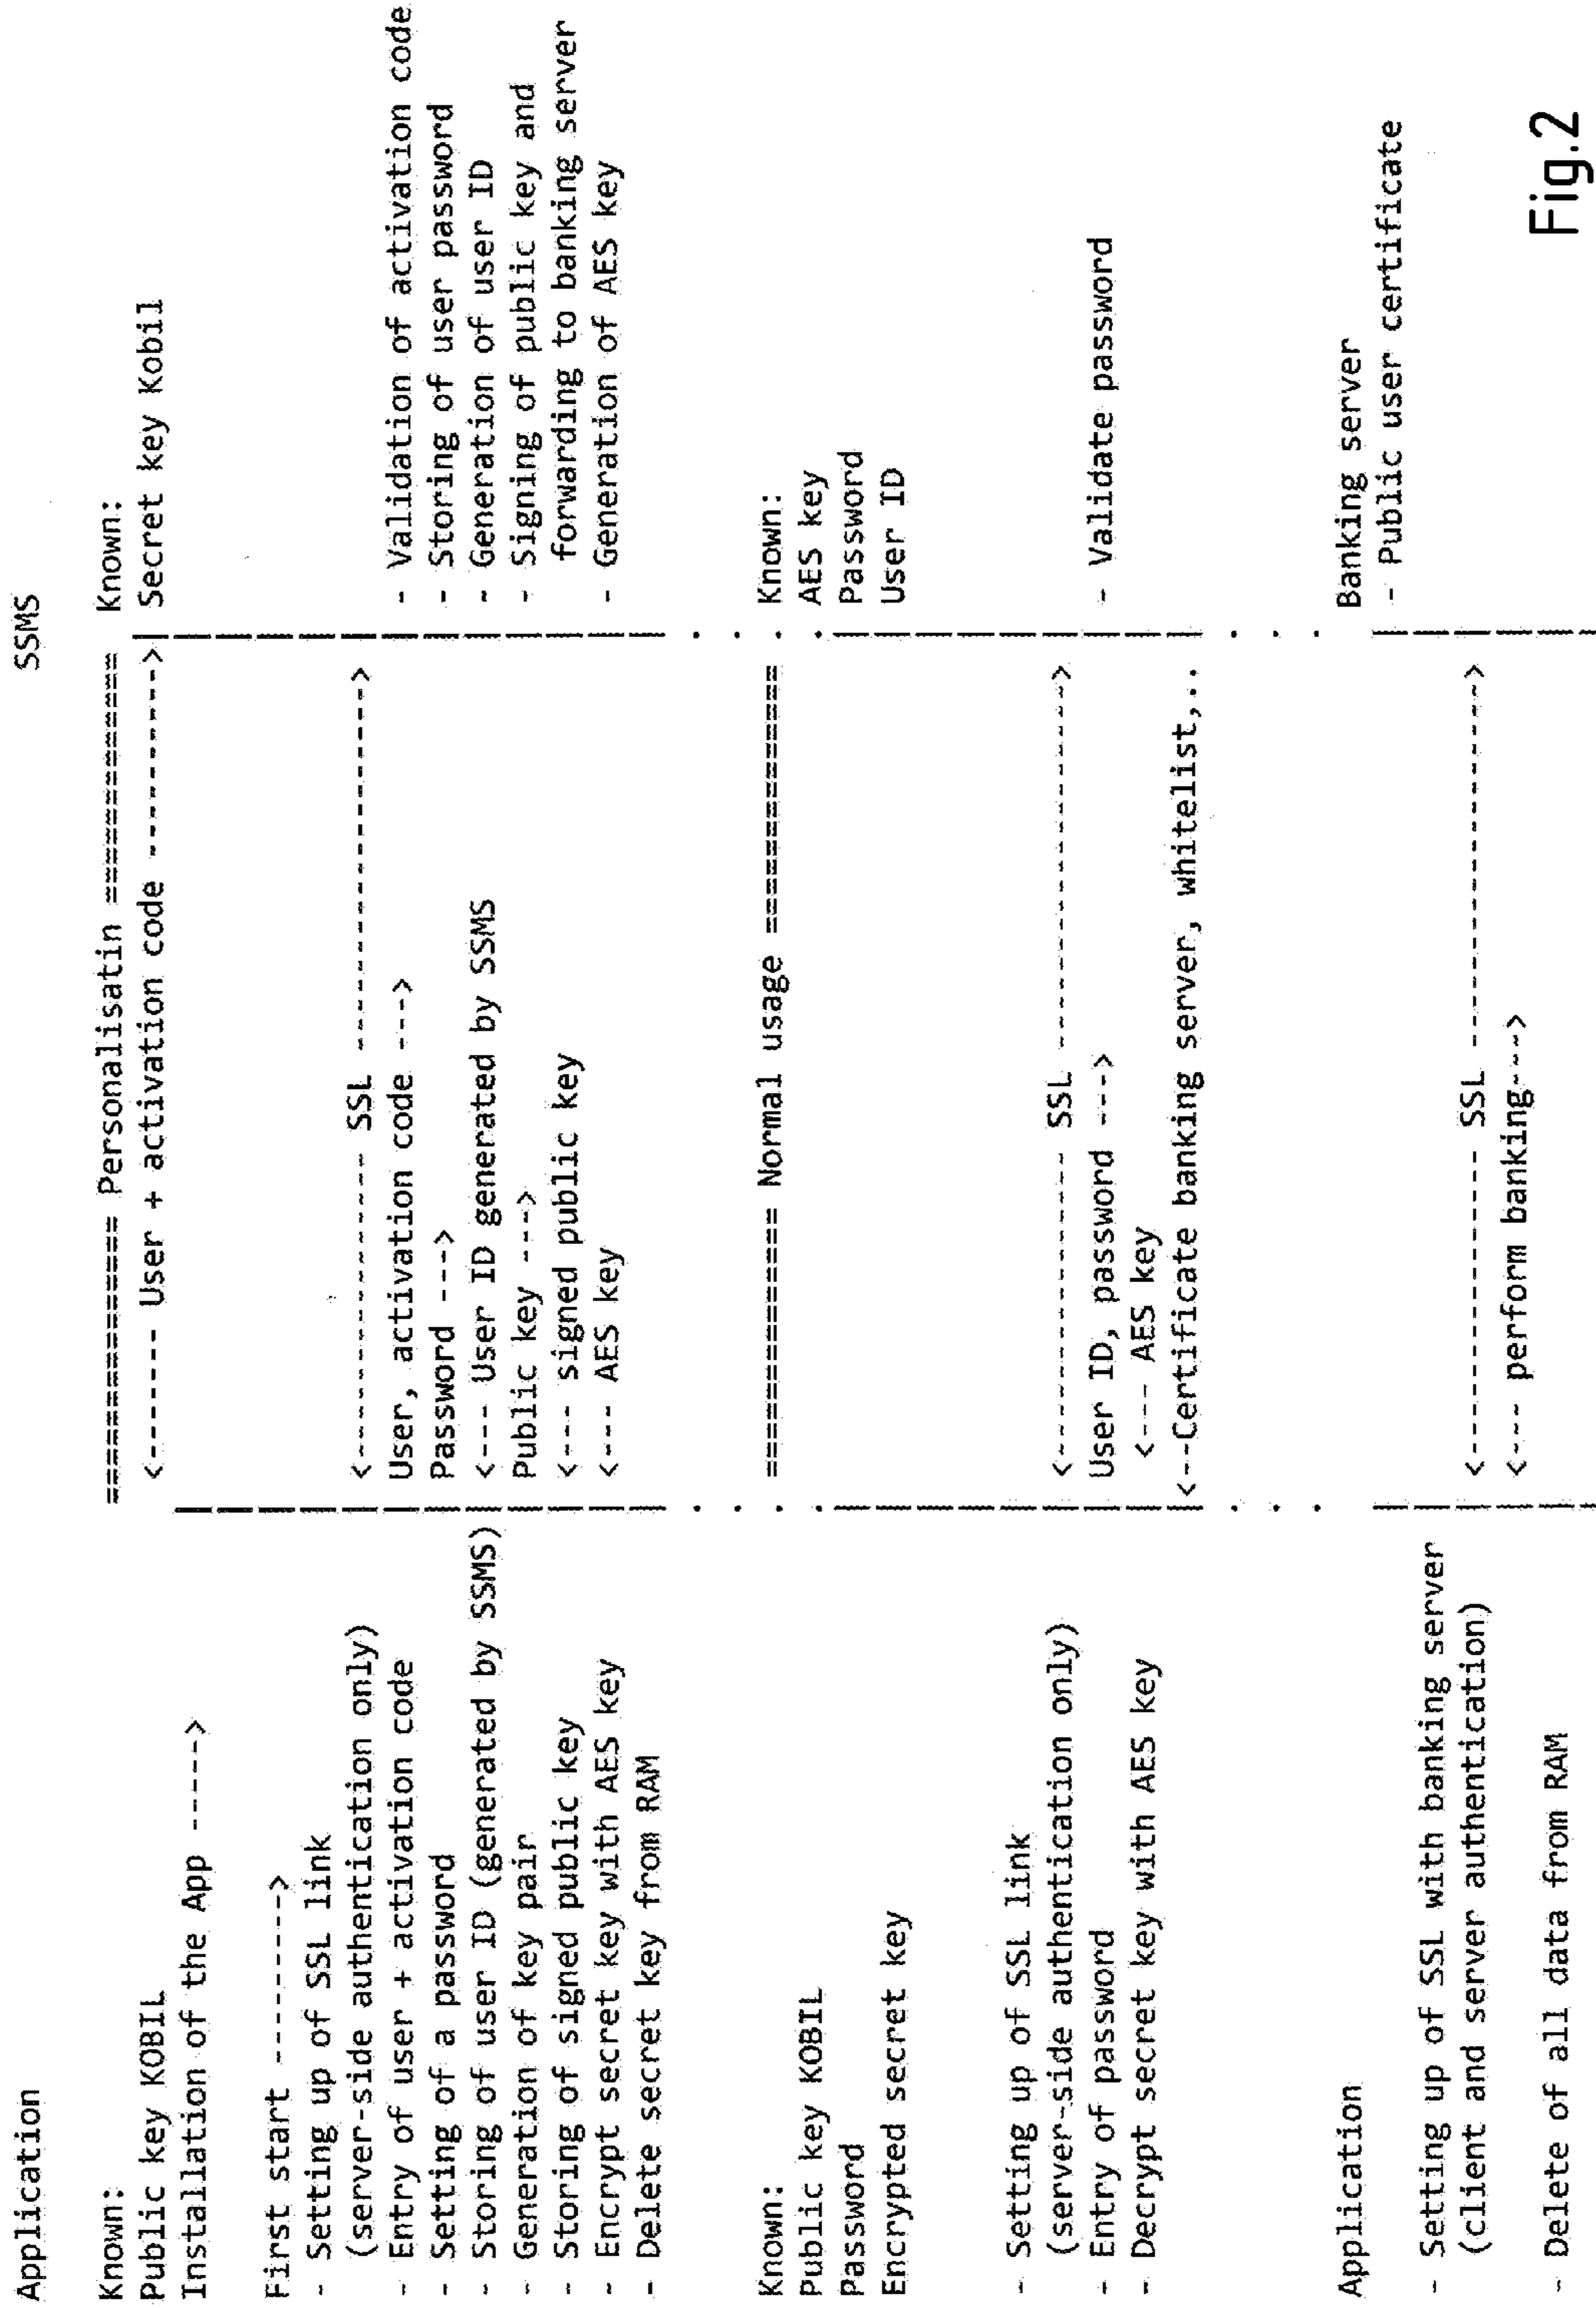 Application SSMS
Known: ============= Personalisatin ============= Known:
Public key KOBIL <------- User + activation code ----------> Secret key Kobil
Installation of the App ----->
First start -------->
- Setting up of SSL link
(server-side authentication only) <-------------------- SSL -------------------->
- Entry of user + activation code User, activation code ---> - Validation of activation code
- Setting of a password Password ---> - Storing of user password
- Storing of user ID (generated by SSMS) <--- User ID generated by SSMS - Generation of user ID
- Generation of key pair Public key ---> - Signing of public key and
- Storing of signed public key <--- signed public key forwarding to banking server
- Encrypt secret key with AES key <--- AES key - Generation of AES key
- Delete secret key from RAM
Known: ============= Normal usage ============= Known:
Public key KOBIL AES key
Password Password
Encrypted secret key User ID
- Setting up of SSL link
(server-side authentication only) <-------------------- SSL -------------------->
- Entry of password User ID, password ---> - Validate password
- Decrypt secret key with AES key <--- AES key
<--Certificate banking server, whitelist,..
Application Banking server
- Public user certificate
- Setting up of SSL with banking server
(client and server authentication) <-------------------- SSL -------------------->
<--- perform banking--->
- Delete of all data from RAM
Fig.2